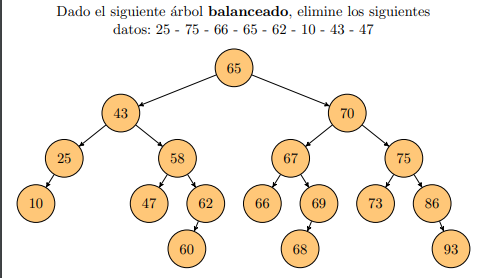 Dado el siguiente árbol balanceado, elimine los siguientes
datos: 25 - 75 - 66 - 65 - 62 - 10 - 43 - 47
65
43 70
25 58 67 75
10 47 62 66 69 73 86
60 68 93